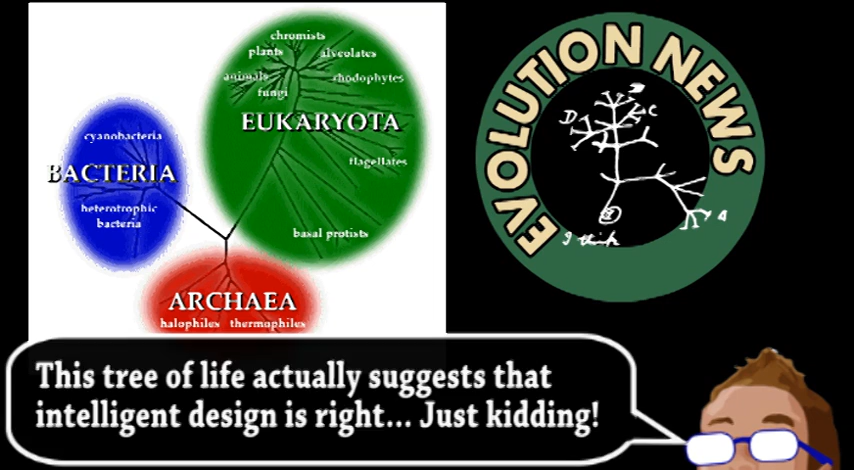 chromists
plants
alveolates
animals
rhodophytes
fungi
EUKARYOTA
flagellates
basal protists
cyanobacteria
BACTERIA
heterotrophic
bacteria
ARCHAEA
halophiles thermophiles
EVOLUTION NEWS
D
C
B
A
I think
This tree of life actually suggests that
intelligent design is right... Just kidding!